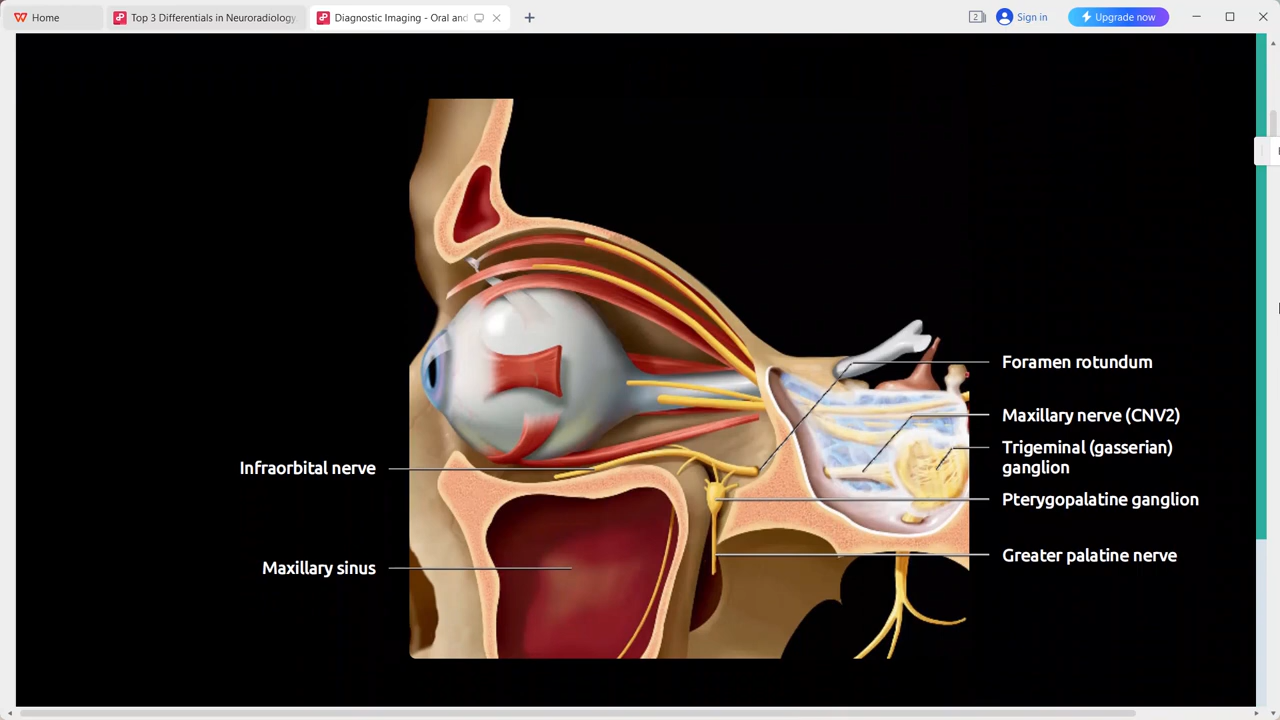 Home
Top 3 Differentials in Neuroradiology.
Diagnostic Imaging - Oral and
2
Sign in
Upgrade now
Foramen rotundum
Maxillary nerve (CNV2)
Trigeminal (gasserian)
ganglion
Infraorbital nerve
Pterygopalatine ganglion
Greater palatine nerve
Maxillary sinus